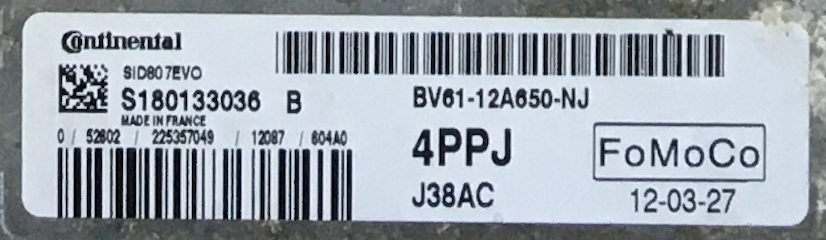 Continental
SID807EVO
S180133036 B
MADE IN FRANCE
0 / 52602 / 225357049 / 12087 / 604A0
BV61-12A650-NJ
4PPJ
J38AC
FoMoCo
12-03-27